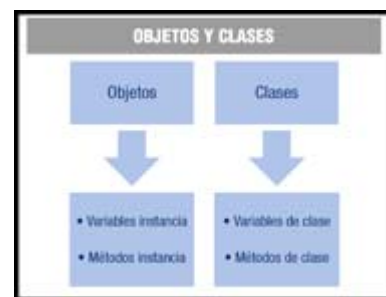 OBJETOS Y CLASES
Objetos
Clases
• Variables instancia
• Métodos instancia
• Variables de clase
• Métodos de clase